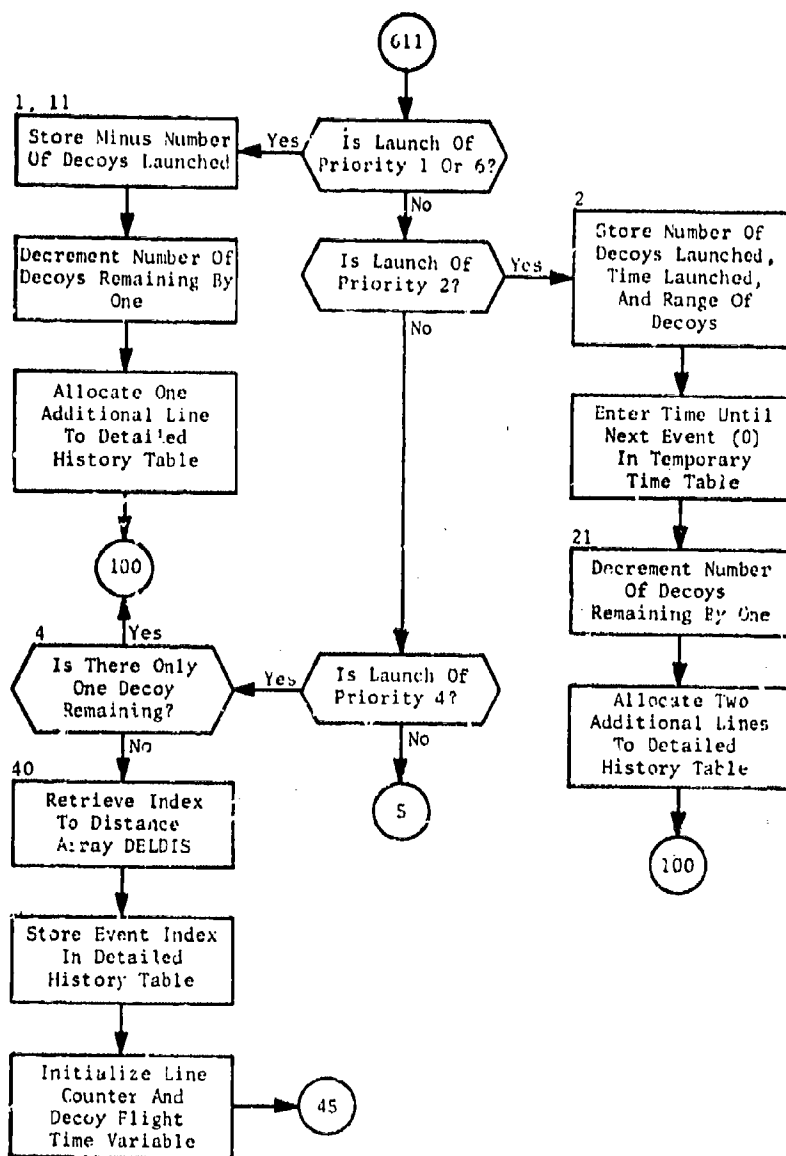 611
1, 11
Store Minus Number
Of Decoys Launched
Yes
Is Launch Of
Priority 1 Or 6?
No
Decrement Number Of
Decoys Remaining By
One
Is Launch Of
Priority 2?
Yes
No
2
Store Number Of
Decoys Launched,
Time Launched,
And Range Of
Decoys
Allocate One
Additional Line
To Detailed
History Table
100
Enter Time Until
Next Event (0)
In Temporary
Time Table
21
Decrement Number
Of Decoys
Remaining By One
Allocate Two
Additional Lines
To Detailed
History Table
100
4
Yes
Is There Only
One Decoy
Remaining?
No
Yes
Is Launch Of
Priority 4?
No
5
40
Retrieve Index
To Distance
Array DELDIS
Store Event Index
In Detailed
History Table
Initialize Line
Counter And
Decoy Flight
Time Variable
45